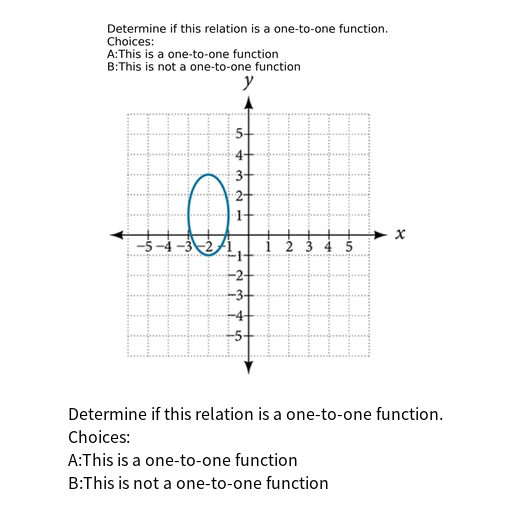 Determine if this relation is a one-to-one function.
Choices:
A:This is a one-to-one function
B:This is not a one-to-one function
y
5
4
3
2
1
x
−5 −4 −3 −2 −1 1 2 3 4 5
−1
−2
−3
−4
−5
Determine if this relation is a one-to-one function.
Choices:
A:This is a one-to-one function
B:This is not a one-to-one function